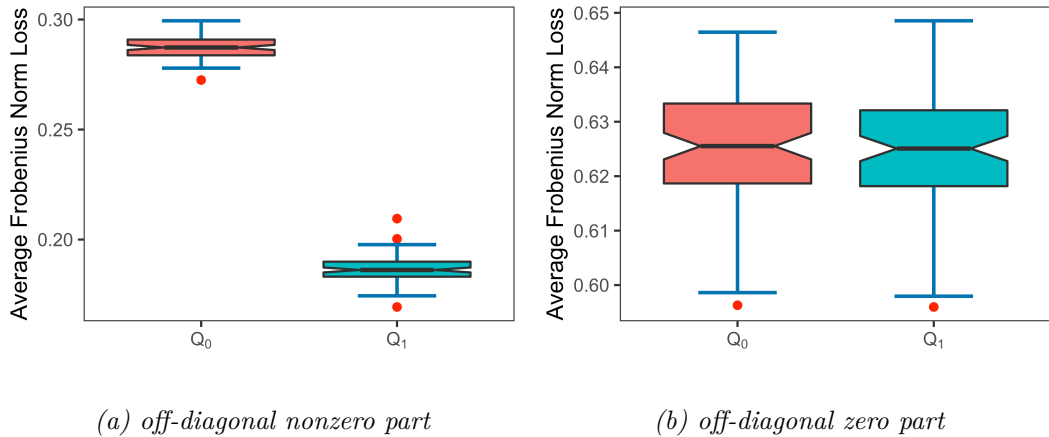 Average Frobenius Norm Loss
0.30
0.25
0.20
Q₀
Q₁
(a) off-diagonal nonzero part
Average Frobenius Norm Loss
0.65
0.64
0.63
0.62
0.61
0.60
Q₀
Q₁
(b) off-diagonal zero part